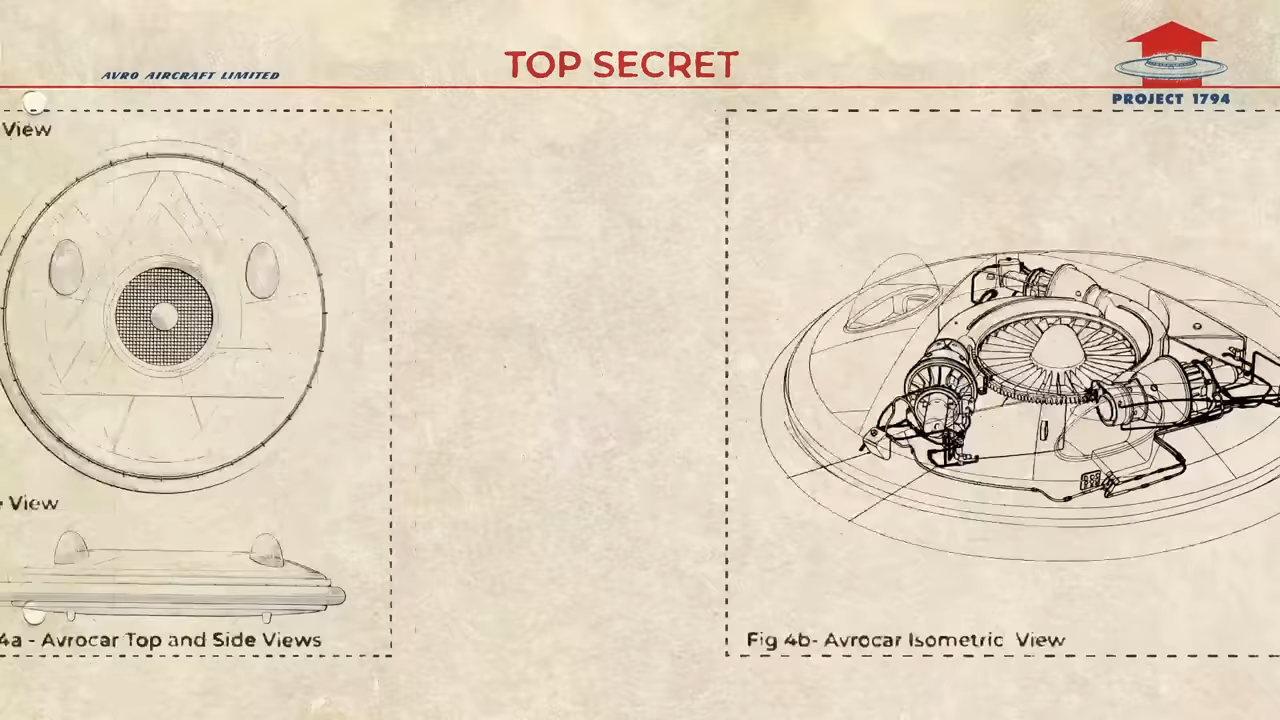 AVRO AIRCRAFT LIMITED
TOP SECRET
PROJECT 1794
View
View
4a - Avrocar Top and Side Views
Fig 4b- Avrocar Isometric View